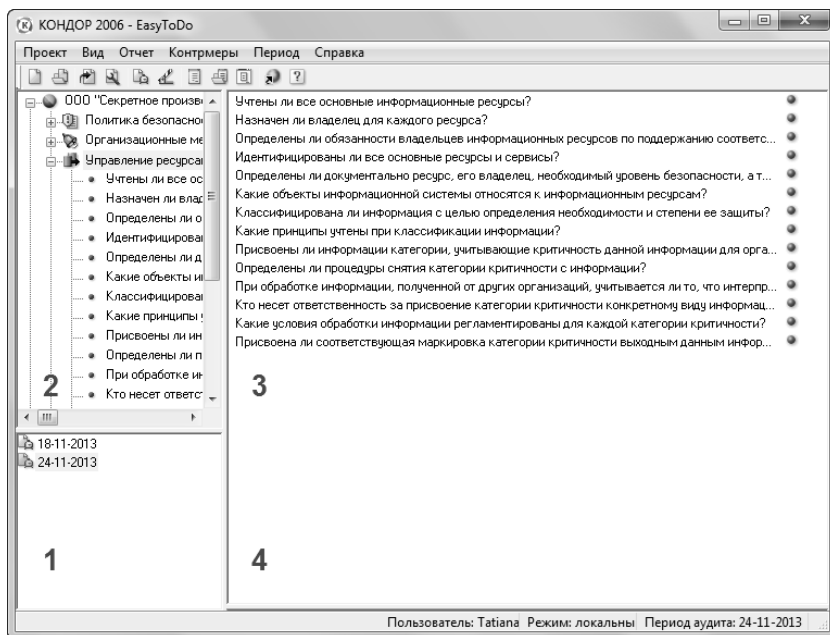 КОНДОР 2006 - EasyToDo
Проект Вид Отчет Контрмеры Период Справка
ООО "Секретное произв
Политика безопасно
Организационные ме
Управление ресурса
Учтены ли все ос
Назначен ли влад
Определены ли о
Идентифицирова
Определены ли д
Какие объекты и
Классифицирова
Какие принципы
Присвоены ли ин
Определены ли п
При обработке ин
Кто несет ответс
2
18-11-2013
24-11-2013
1
Учтены ли все основные информационные ресурсы?
Назначен ли владелец для каждого ресурса?
Определены ли обязанности владельцев информационных ресурсов по поддержанию соответс...
Идентифицированы ли все основные ресурсы и сервисы?
Определены ли документально ресурс, его владелец, необходимый уровень безопасности, а т...
Какие объекты информационной системы относятся к информационным ресурсам?
Классифицирована ли информация с целью определения необходимости и степени ее защиты?
Какие принципы учтены при классификации информации?
Присвоены ли информации категории, учитывающие критичность данной информации для орга...
Определены ли процедуры снятия категории критичности с информации?
При обработке информации, полученной от других организаций, учитывается ли то, что интерпр...
Кто несет ответственность за присвоение категории критичности конкретному виду информац...
Какие условия обработки информации регламентированы для каждой категории критичности?
Присвоена ли соответствующая маркировка категории критичности выходным данным инфор...
3
4
Пользователь: Tatiana Режим: локальны Период аудита: 24-11-2013